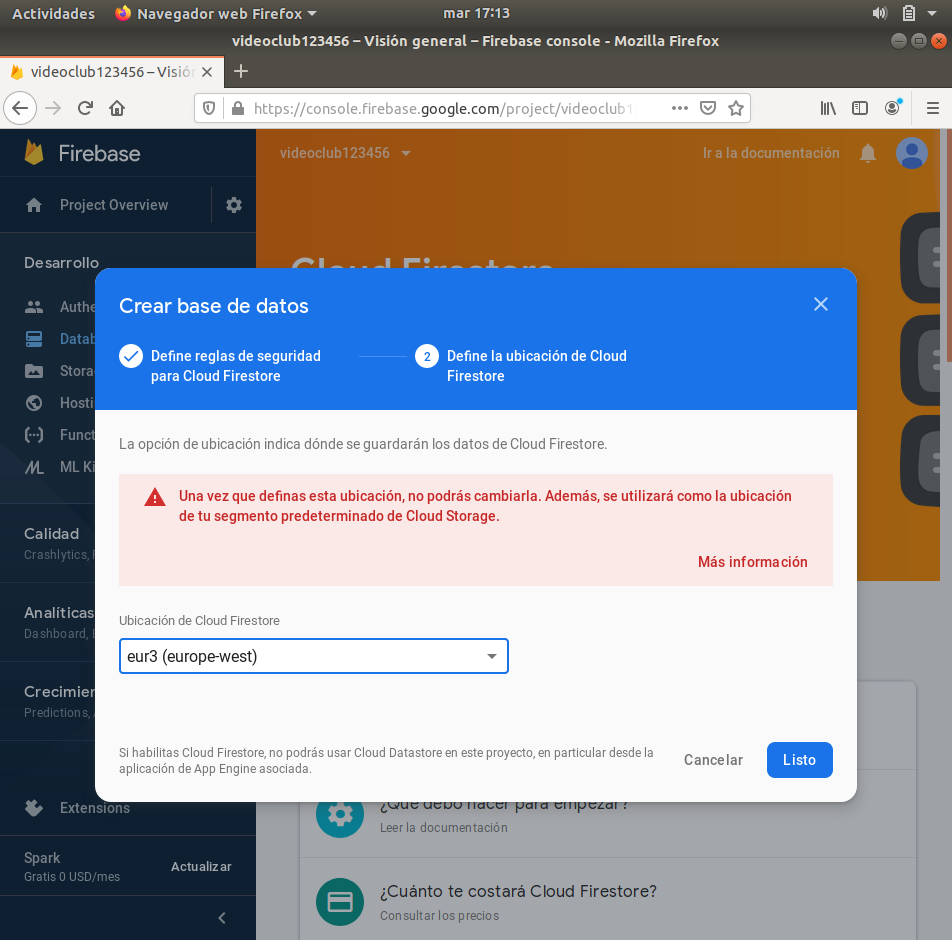 Actividades
Navegador web Firefox
mar 17:13
videoclub123456 – Visión general – Firebase console - Mozilla Firefox
videoclub123456 – Visión
https://console.firebase.google.com/project/videoclub1
Firebase
videoclub123456
Ir a la documentación
Project Overview
Desarrollo
Cloud Firestore
Crear base de datos
Define reglas de seguridad
para Cloud Firestore
2
Define la ubicación de Cloud
Firestore
La opción de ubicación indica dónde se guardarán los datos de Cloud Firestore.
Una vez que definas esta ubicación, no podrás cambiarla. Además, se utilizará como la ubicación
de tu segmento predeterminado de Cloud Storage.
Más información
Ubicación de Cloud Firestore
eur3 (europe-west)
Si habilitas Cloud Firestore, no podrás usar Cloud Datastore en este proyecto, en particular desde la
aplicación de App Engine asociada.
Cancelar
Listo
Authe
Datab
Stora
Hosti
Funct
ML Ki
Calidad
Crashlytics,
Analíticas
Dashboard,
Crecimien
Predictions,
Extensions
Spark
Gratis 0 USD/mes
Actualizar
¿Qué debo hacer para empezar?
Leer la documentación
¿Cuánto te costará Cloud Firestore?
Consultar los precios